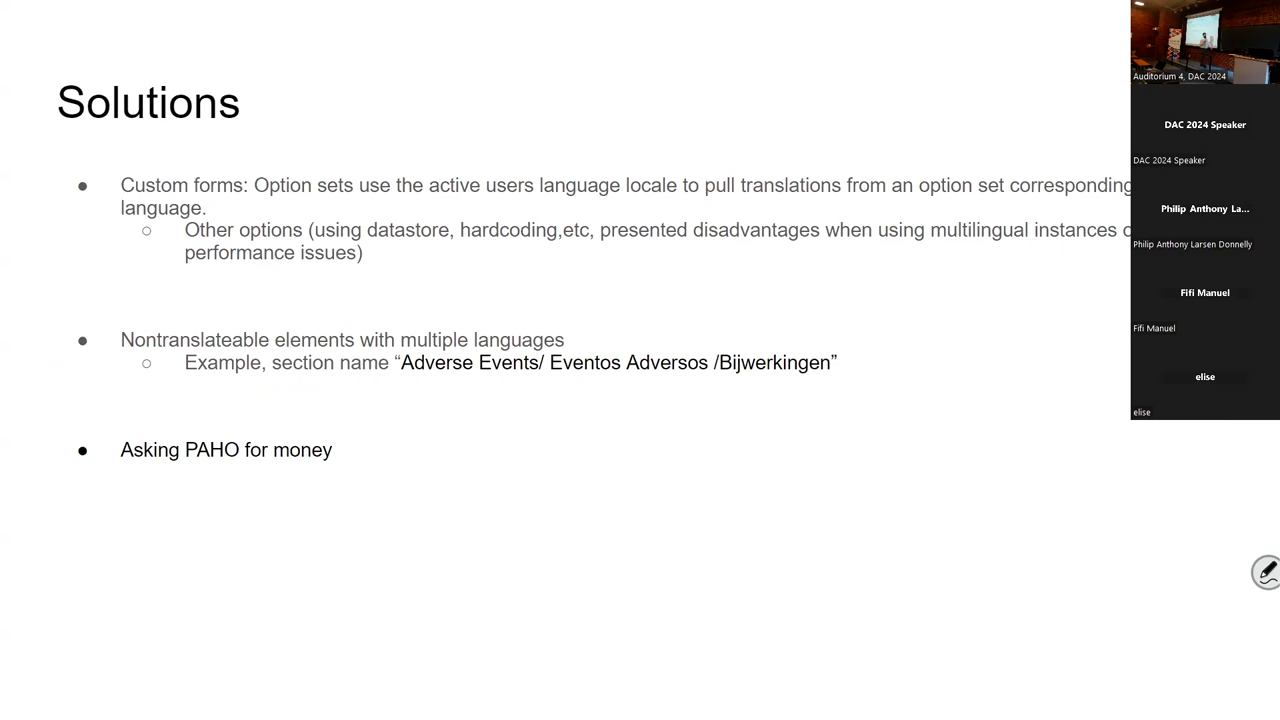 Solutions
● Custom forms: Option sets use the active users language locale to pull translations from an option set corresponding
language.
○ Other options (using datastore, hardcoding,etc, presented disadvantages when using multilingual instances
performance issues)
● Nontranslateable elements with multiple languages
○ Example, section name “Adverse Events/ Eventos Adversos /Bijwerkingen”
● Asking PAHO for money
Auditorium 4, DAC 2024
DAC 2024 Speaker
DAC 2024 Speaker
Philip Anthony La...
Philip Anthony Larsen Donnelly
Fifi Manuel
Fifi Manuel
elise
elise